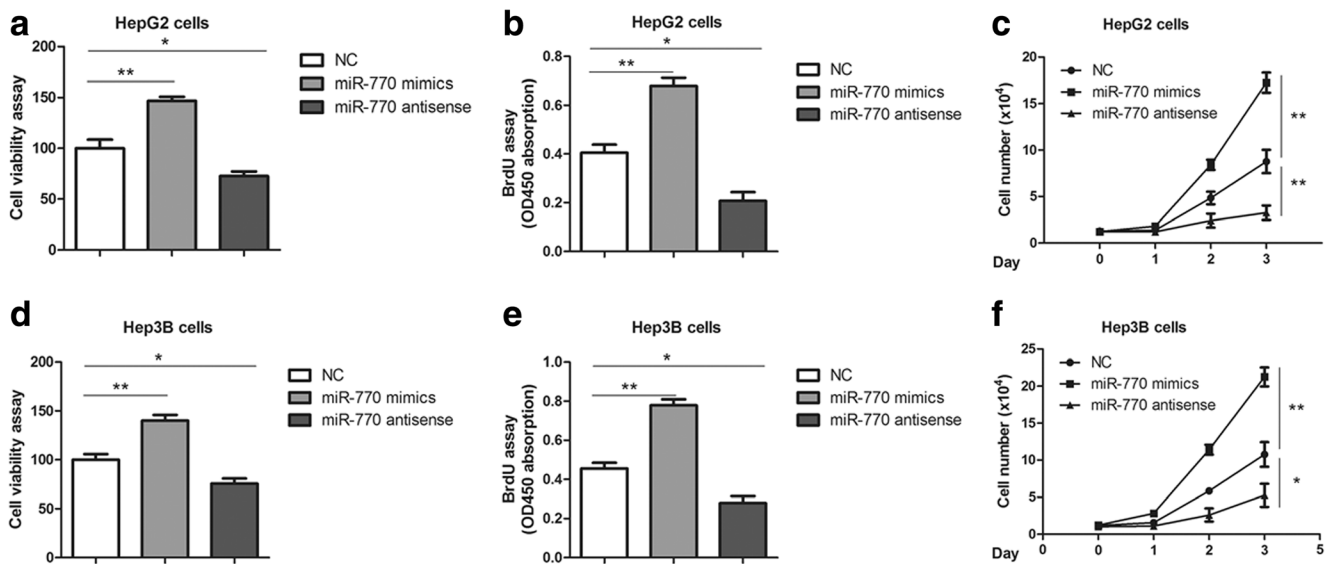 a
HepG2 cells
Cell viability assay
200
150
100
50
0
*
**
NC
miR-770 mimics
miR-770 antisense
b
HepG2 cells
BrdU assay
(OD450 absorption)
0.8
0.6
0.4
0.2
0.0
*
**
NC
miR-770 mimics
miR-770 antisense
c
HepG2 cells
Cell number (x10⁴)
20
15
10
5
0
NC
miR-770 mimics
miR-770 antisense
**
**
Day
0 1 2 3
d
Hep3B cells
Cell viability assay
200
150
100
50
0
*
**
NC
miR-770 mimics
miR-770 antisense
e
Hep3B cells
BrdU assay
(OD450 absorption)
1.0
0.8
0.6
0.4
0.2
0.0
*
**
NC
miR-770 mimics
miR-770 antisense
f
Hep3B cells
Cell number (x10⁴)
25
20
15
10
5
0
NC
miR-770 mimics
miR-770 antisense
**
*
Day
0 0 1 2 3 5